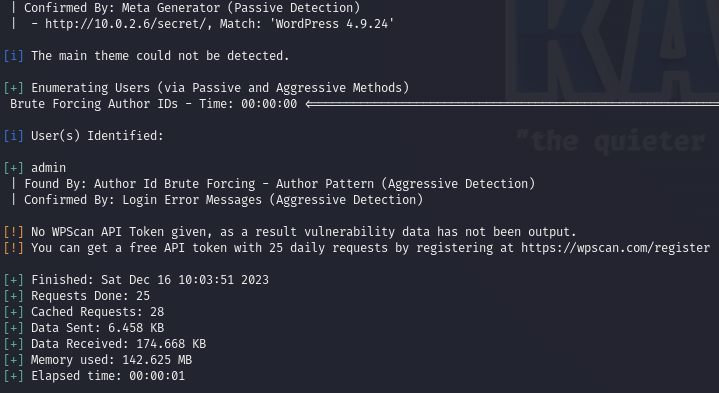 | Confirmed By: Meta Generator (Passive Detection)
|  - http://10.0.2.6/secret/, Match: 'WordPress 4.9.24'
[i] The main theme could not be detected.
[+] Enumerating Users (via Passive and Aggressive Methods)
Brute Forcing Author IDs - Time: 00:00:00 <==============================
[i] User(s) Identified:
[+] admin
| Found By: Author Id Brute Forcing - Author Pattern (Aggressive Detection)
| Confirmed By: Login Error Messages (Aggressive Detection)
[!] No WPScan API Token given, as a result vulnerability data has not been output.
[!] You can get a free API token with 25 daily requests by registering at https://wpscan.com/register
[+] Finished: Sat Dec 16 10:03:51 2023
[+] Requests Done: 25
[+] Cached Requests: 28
[+] Data Sent: 6.458 KB
[+] Data Received: 174.668 KB
[+] Memory used: 142.625 MB
[+] Elapsed time: 00:00:01
KA
"the quieter